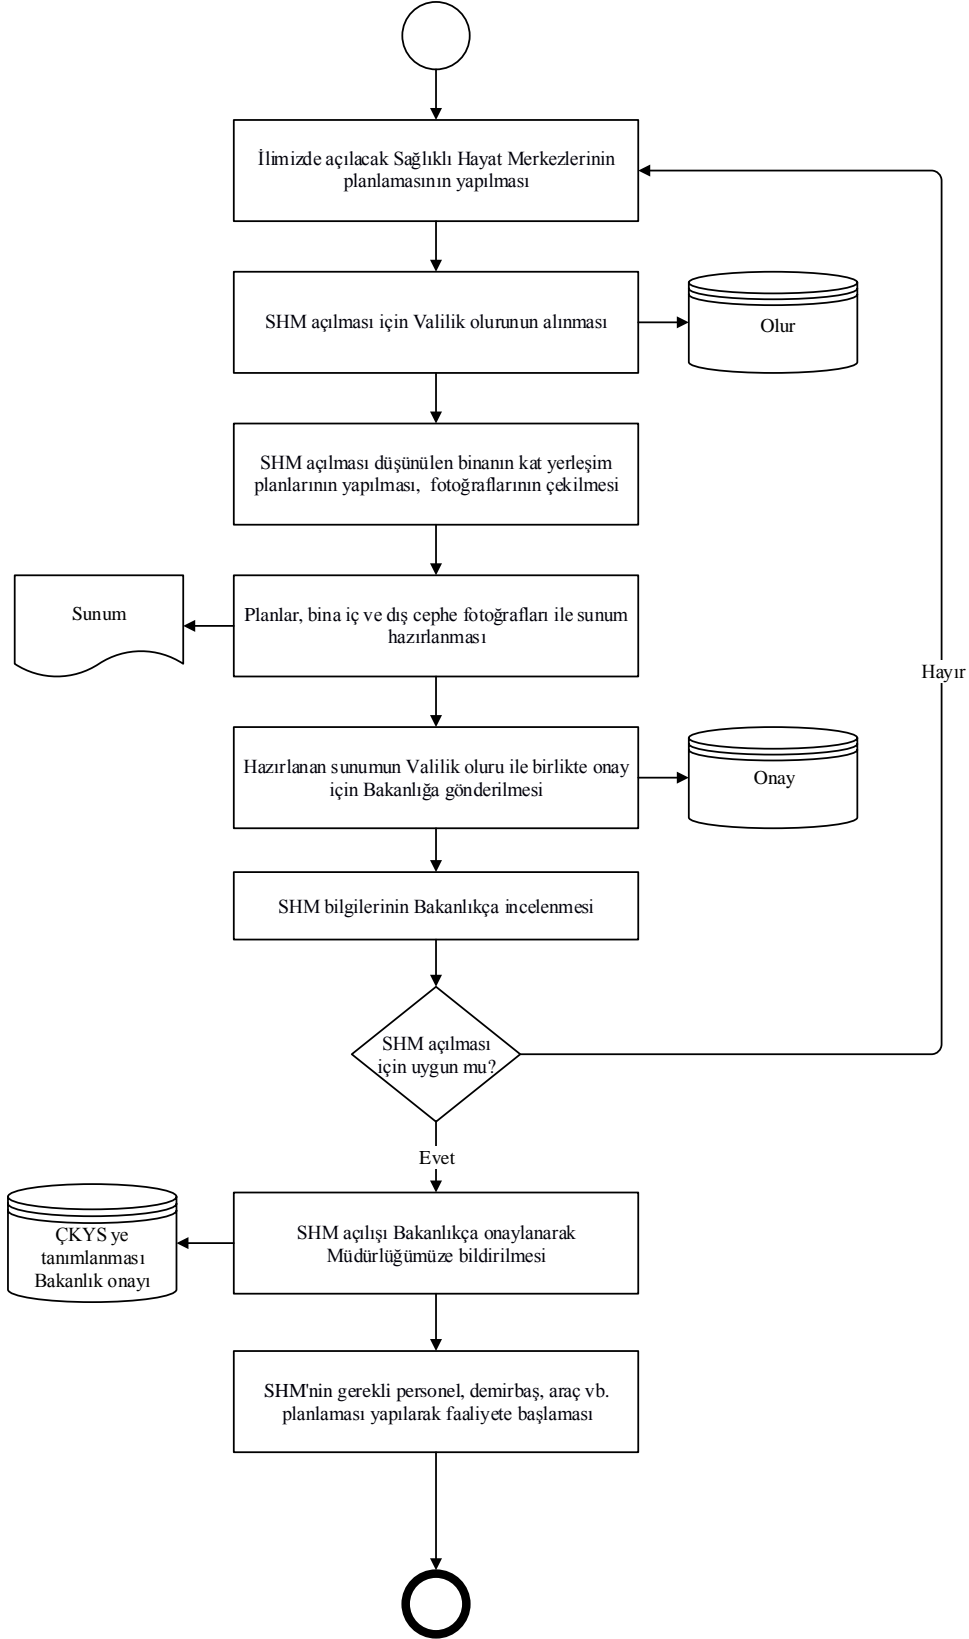 İlimizde açılacak Sağlıklı Hayat Merkezlerinin
planlamasının yapılması
SHM açılması için Valilik olurunun alınması
Olur
SHM açılması düşünülen binanın kat yerleşim
planlarının yapılması, fotoğraflarının çekilmesi
Sunum
Planlar, bina iç ve dış cephe fotoğrafları ile sunum
hazırlanması
Hayır
Hazırlanan sunumun Valilik oluru ile birlikte onay
için Bakanlığa gönderilmesi
Onay
SHM bilgilerinin Bakanlıkça incelenmesi
SHM açılması
için uygun mu?
Evet
SHM açılışı Bakanlıkça onaylanarak
Müdürlüğümüze bildirilmesi
ÇKYS ye
tanımlanması
Bakanlık onayı
SHM'nin gerekli personel, demirbaş, araç vb.
planlaması yapılarak faaliyete başlaması